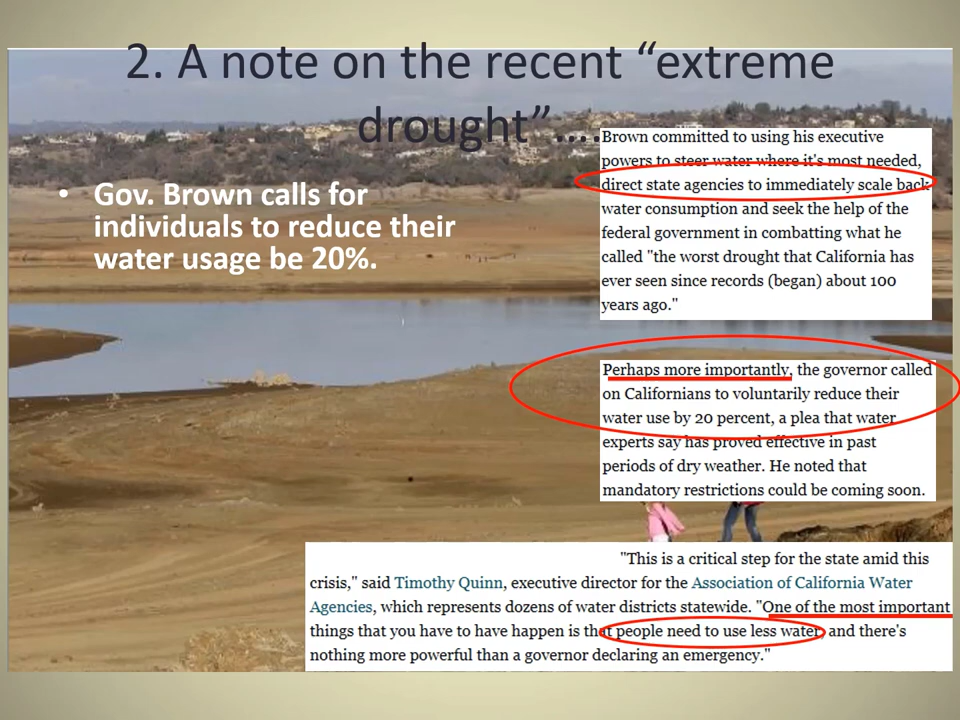 2. A note on the recent “extreme
drought”….
• Gov. Brown calls for
individuals to reduce their
water usage be 20%.
Brown committed to using his executive
powers to steer water where it's most needed,
direct state agencies to immediately scale back
water consumption and seek the help of the
federal government in combatting what he
called "the worst drought that California has
ever seen since records (began) about 100
years ago."
Perhaps more importantly, the governor called
on Californians to voluntarily reduce their
water use by 20 percent, a plea that water
experts say has proved effective in past
periods of dry weather. He noted that
mandatory restrictions could be coming soon.
"This is a critical step for the state amid this
crisis," said Timothy Quinn, executive director for the Association of California Water
Agencies, which represents dozens of water districts statewide. "One of the most important
things that you have to have happen is that people need to use less water, and there's
nothing more powerful than a governor declaring an emergency."